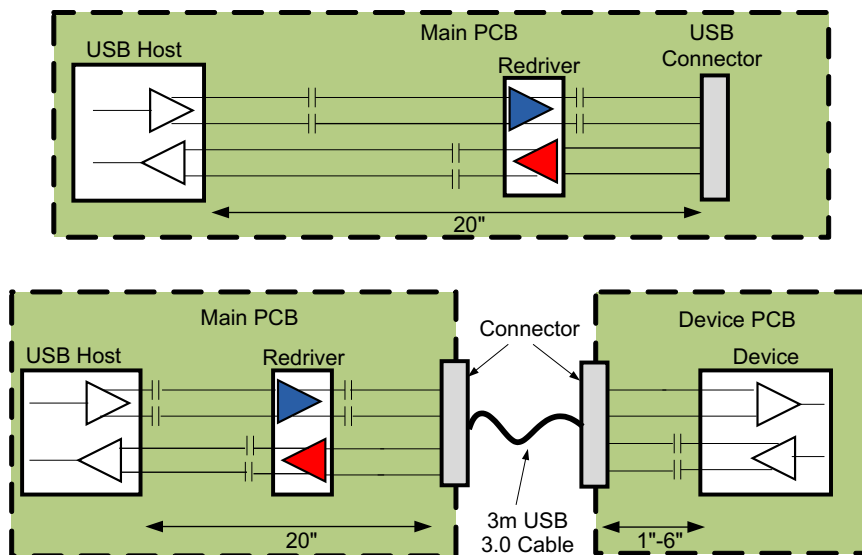 Main PCB
USB
Connector
USB Host
Redriver
20"
Main PCB
Connector
Device PCB
USB Host
Redriver
Device
20"
3m USB
3.0 Cable
1"-6"